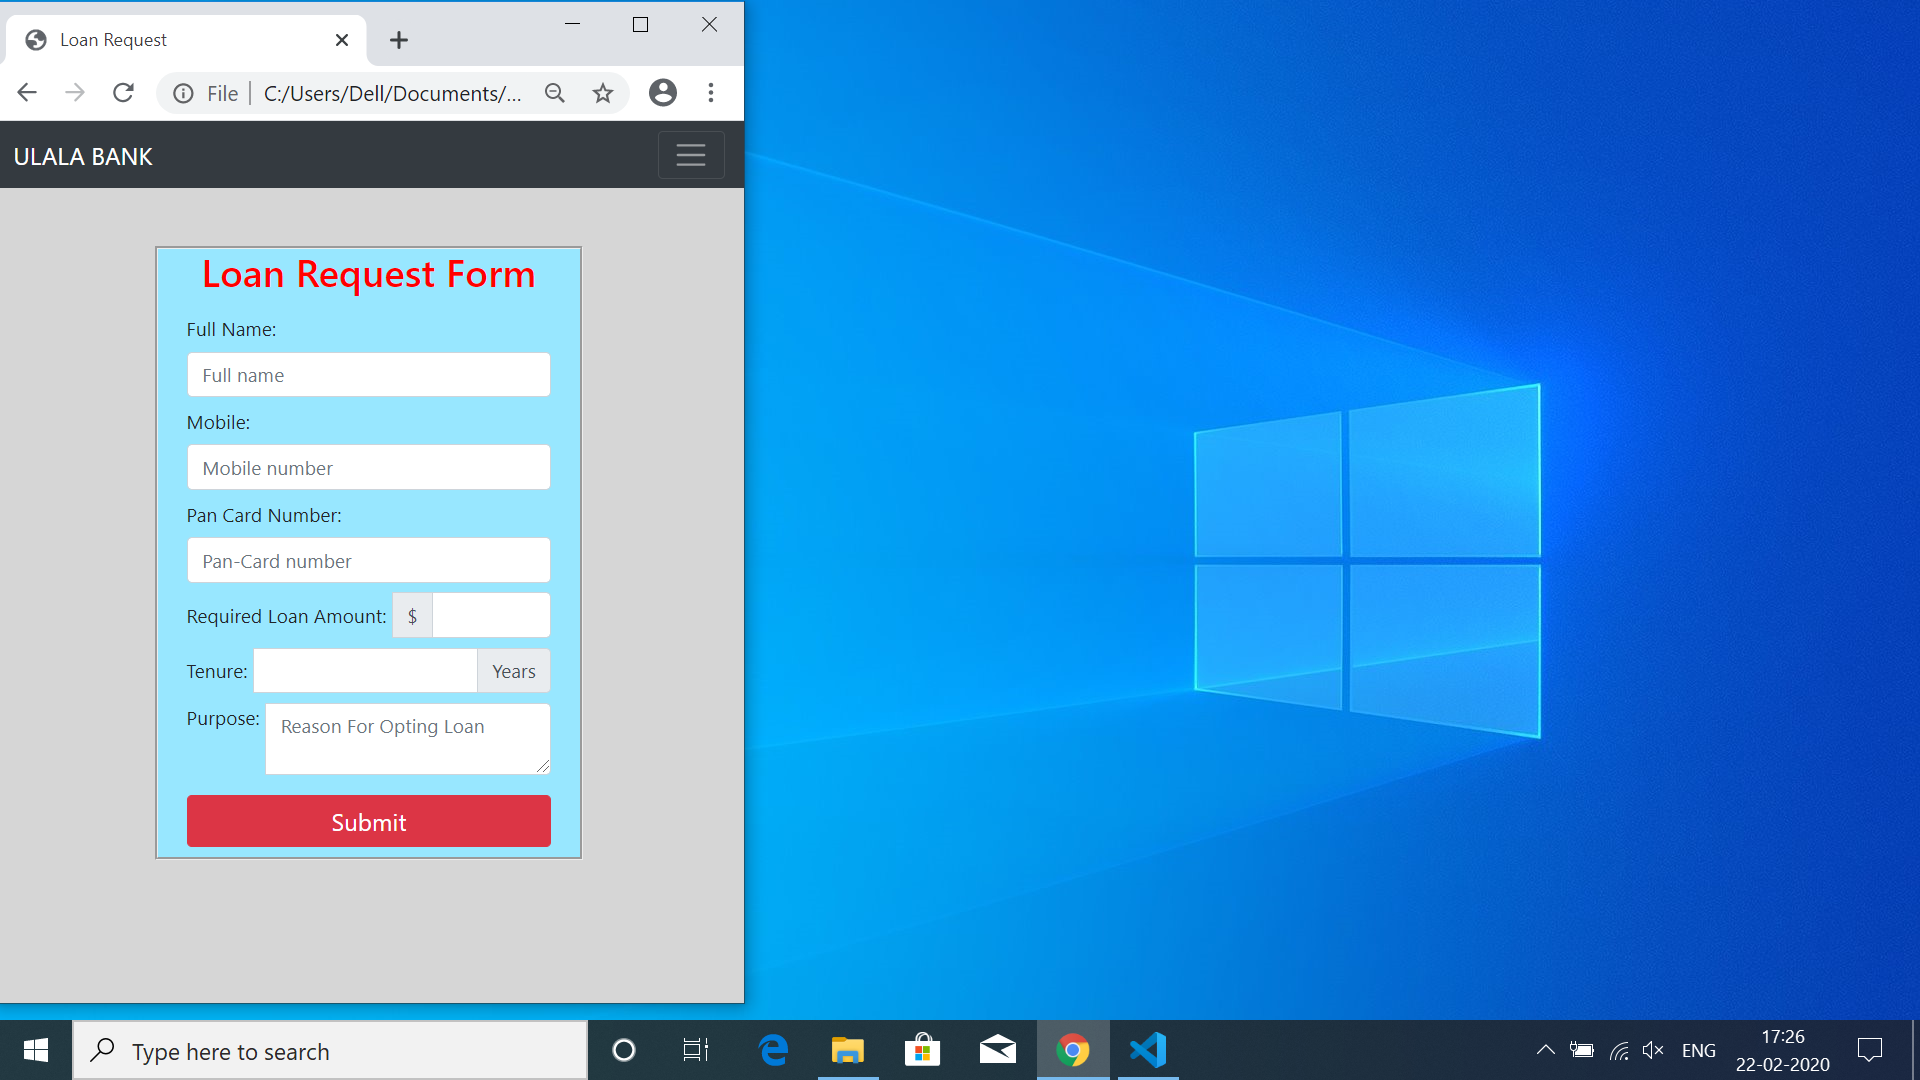 Loan Request
File
C:/Users/Dell/Documents/...
ULALA BANK
Loan Request Form
Full Name:
Full name
Mobile:
Mobile number
Pan Card Number:
Pan-Card number
Required Loan Amount: $
Tenure: Years
Purpose: Reason For Opting Loan
Submit
Type here to search
ENG
17:26
22-02-2020